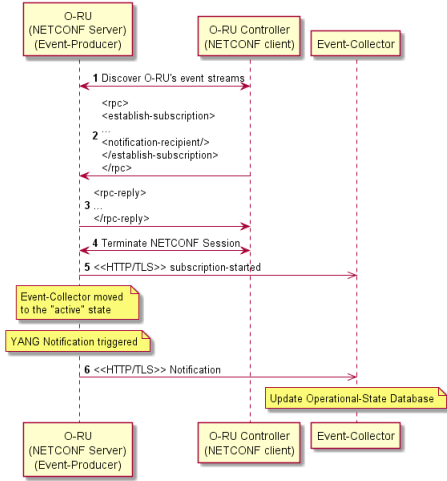 O-RU
(NETCONF Server)
(Event-Producer)
O-RU Controller
(NETCONF client)
Event-Collector
1 Discover O-RU's event streams
<rpc>
<establish-subscription>
...
2
<notification-recipient/>
</establish-subscription>
</rpc>
<rpc-reply>
3 ...
</rpc-reply>
4 Terminate NETCONF Session
5 <<HTTP/TLS>> subscription-started
Event-Collector moved
to the "active" state
YANG Notification triggered
6 <<HTTP/TLS>> Notification
Update Operational-State Database
O-RU
(NETCONF Server)
(Event-Producer)
O-RU Controller
(NETCONF client)
Event-Collector